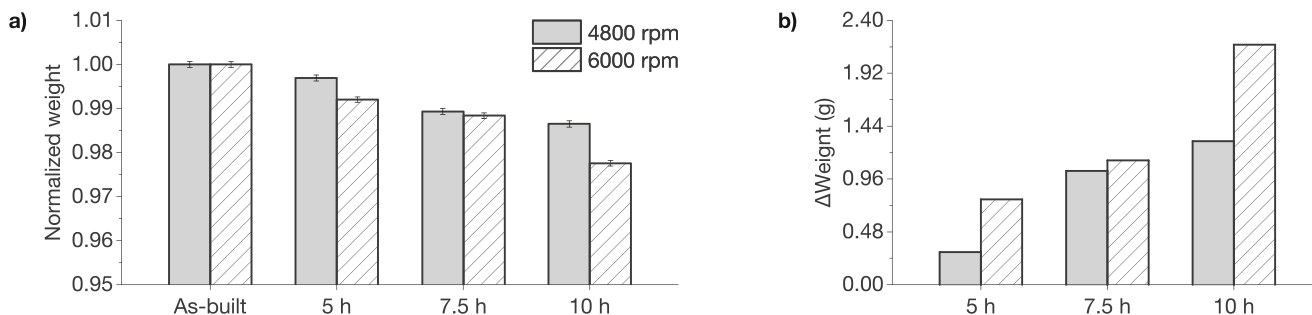 a)
Normalized weight
1.01
1.00
0.99
0.98
0.97
0.96
0.95
As-built
5 h
7.5 h
10 h
4800 rpm
6000 rpm
b)
ΔWeignt (g)
2.40
1.92
1.44
0.96
0.48
0.00
5 h
7.5 h
10 h